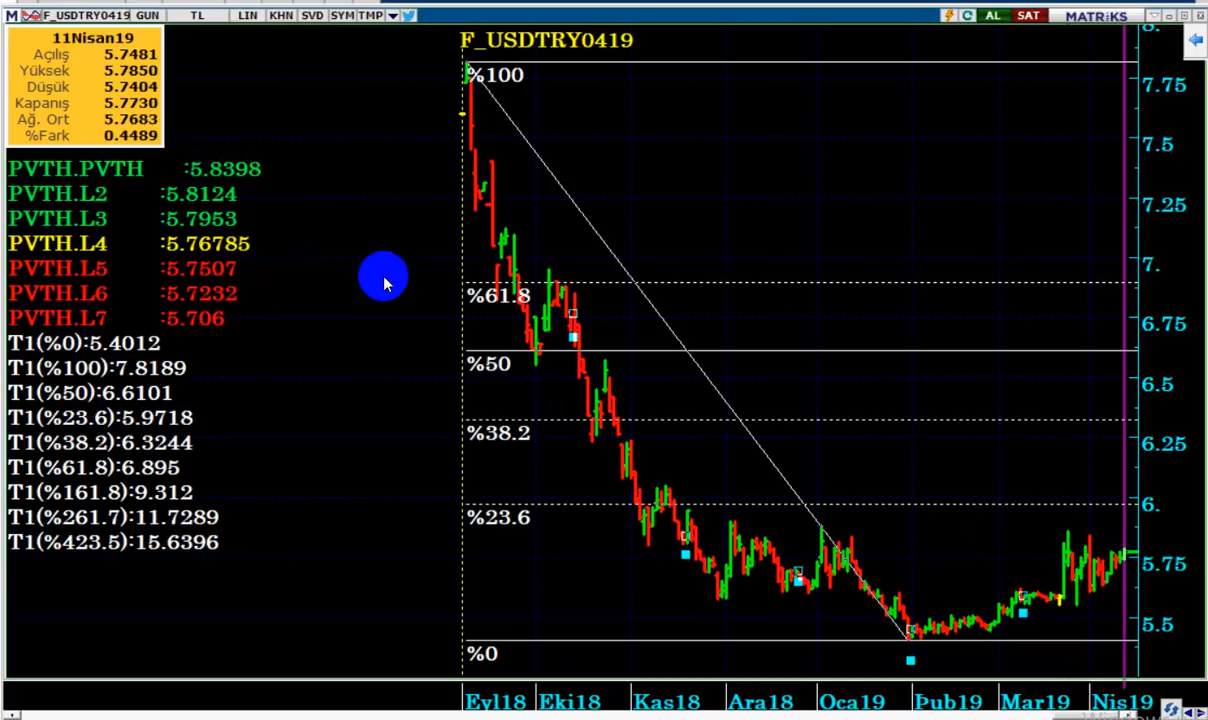 M F_USDTRY0419 GUN TL LIN KHN SVD SYM TMP AL SAT MATRiKS
11Nisan19
Açılış 5.7481
Yüksek 5.7850
Düşük 5.7404
Kapanış 5.7730
Ağ. Ort 5.7683
%Fark 0.4489
PVTH.PVTH :5.8398
PVTH.L2 :5.8124
PVTH.L3 :5.7953
PVTH.L4 :5.76785
PVTH.L5 :5.7507
PVTH.L6 :5.7232
PVTH.L7 :5.706
T1(%0):5.4012
T1(%100):7.8189
T1(%50):6.6101
T1(%23.6):5.9718
T1(%38.2):6.3244
T1(%61.8):6.895
T1(%161.8):9.312
T1(%261.7):11.7289
T1(%423.5):15.6396
F_USDTRY0419
%100
%61.8
%50
%38.2
%23.6
%0
8.
7.75
7.5
7.25
7.
6.75
6.5
6.25
6.
5.75
5.5
Eyl18 Eki18 Kas18 Ara18 Oca19 Þub19 Mar19 Nis19